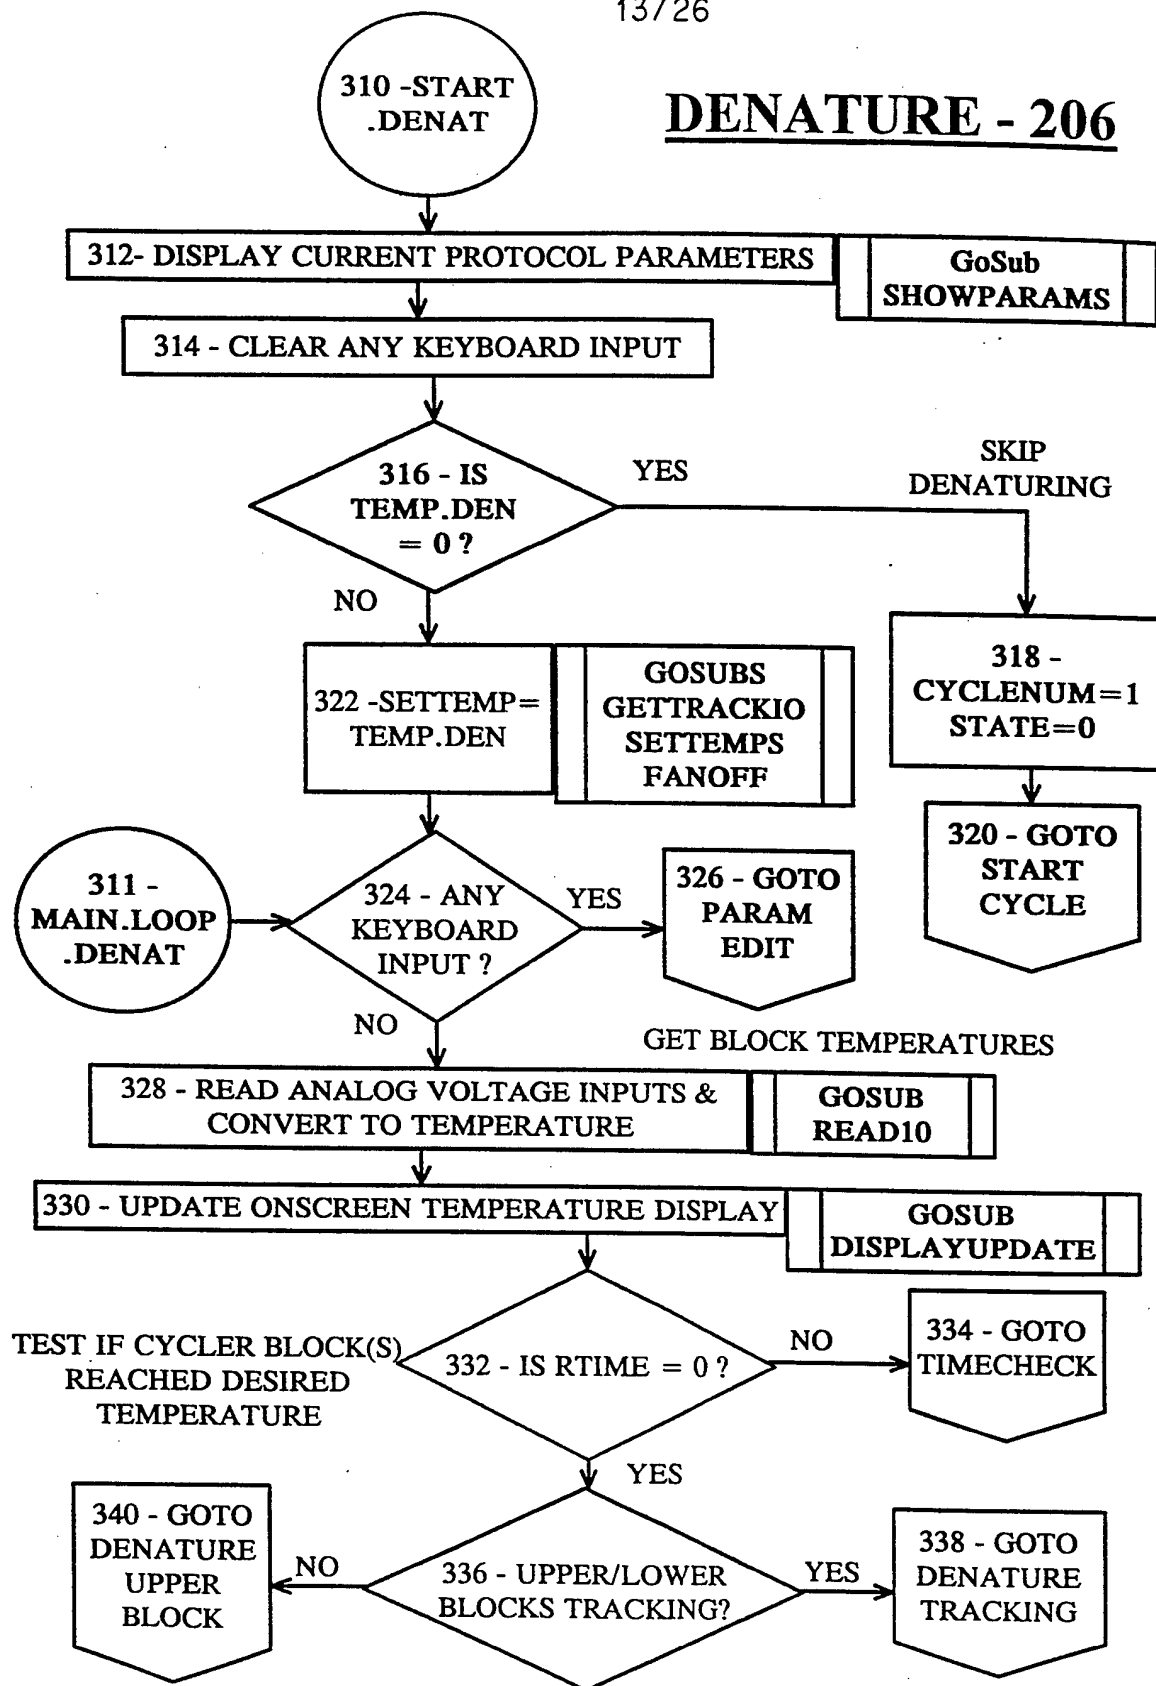 13/26
310 -START
.DENAT
DENATURE - 206
312- DISPLAY CURRENT PROTOCOL PARAMETERS
GoSub
SHOWPARAMS
314 - CLEAR ANY KEYBOARD INPUT
316 - IS
TEMP.DEN
= 0 ?
YES
SKIP
DENATURING
NO
318 -
CYCLENUM=1
STATE=0
322 -SETTEMP=
TEMP.DEN
GOSUBS
GETTRACKIO
SETTEMPS
FANOFF
320 - GOTO
START
CYCLE
311 -
MAIN.LOOP
.DENAT
324 - ANY
KEYBOARD
INPUT ?
YES
326 - GOTO
PARAM
EDIT
NO
GET BLOCK TEMPERATURES
328 - READ ANALOG VOLTAGE INPUTS &
CONVERT TO TEMPERATURE
GOSUB
READ10
330 - UPDATE ONSCREEN TEMPERATURE DISPLAY
GOSUB
DISPLAYUPDATE
TEST IF CYCLER BLOCK(S)
REACHED DESIRED
TEMPERATURE
332 - IS RTIME = 0 ?
NO
334 - GOTO
TIMECHECK
YES
340 - GOTO
DENATURE
UPPER
BLOCK
NO
336 - UPPER/LOWER
BLOCKS TRACKING?
YES
338 - GOTO
DENATURE
TRACKING